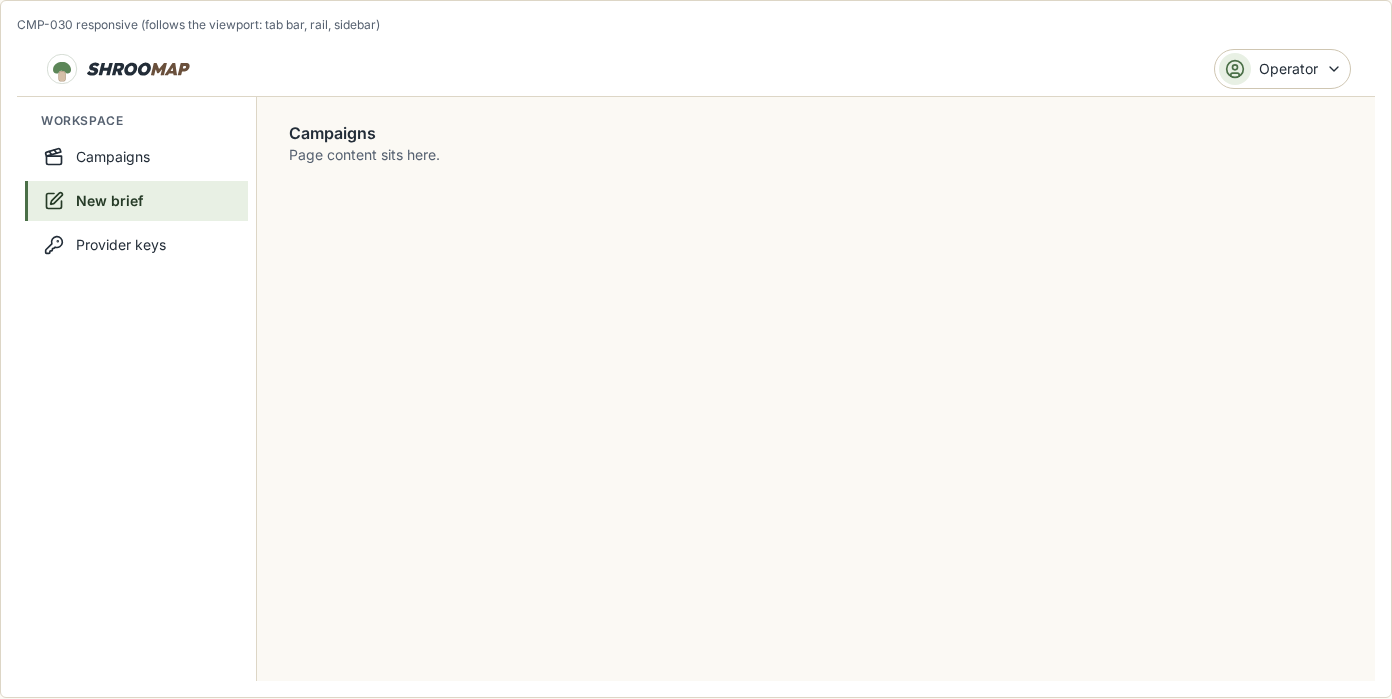 CMP-030 responsive (follows the viewport: tab bar, rail, sidebar)
SHROOMAP
Operator
WORKSPACE
Campaigns
New brief
Provider keys
Campaigns
Page content sits here.